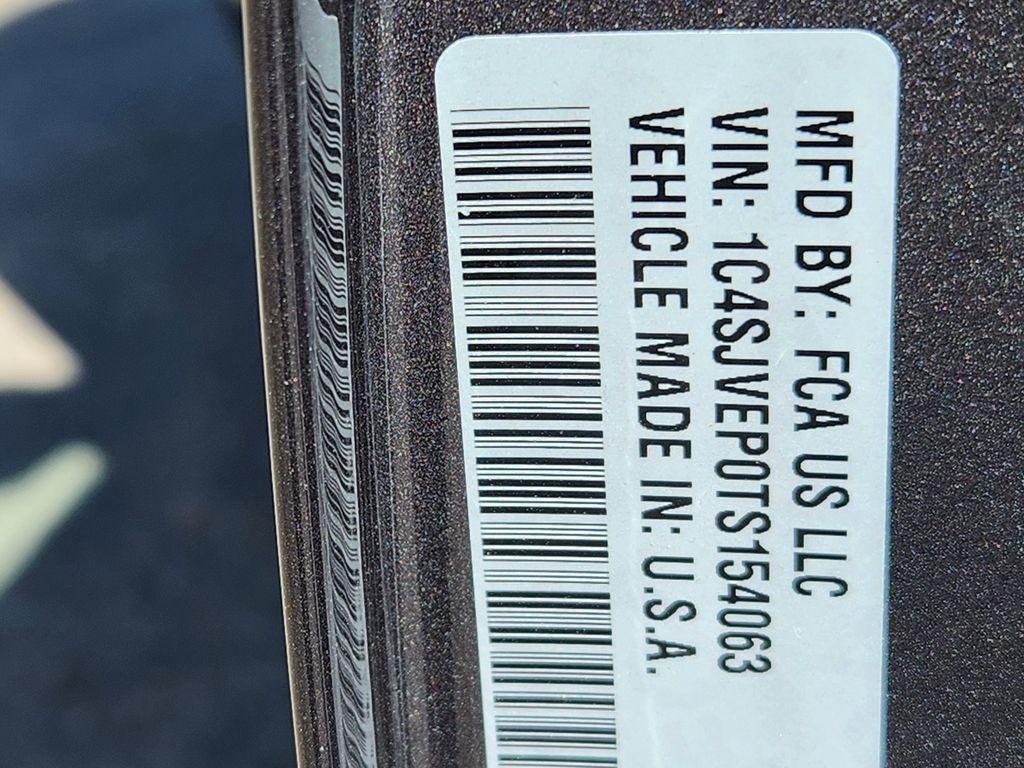 MFD BY: FCA US LLC
VIN: 1C4SJVEP0TS154063
VEHICLE MADE IN: U.S.A.